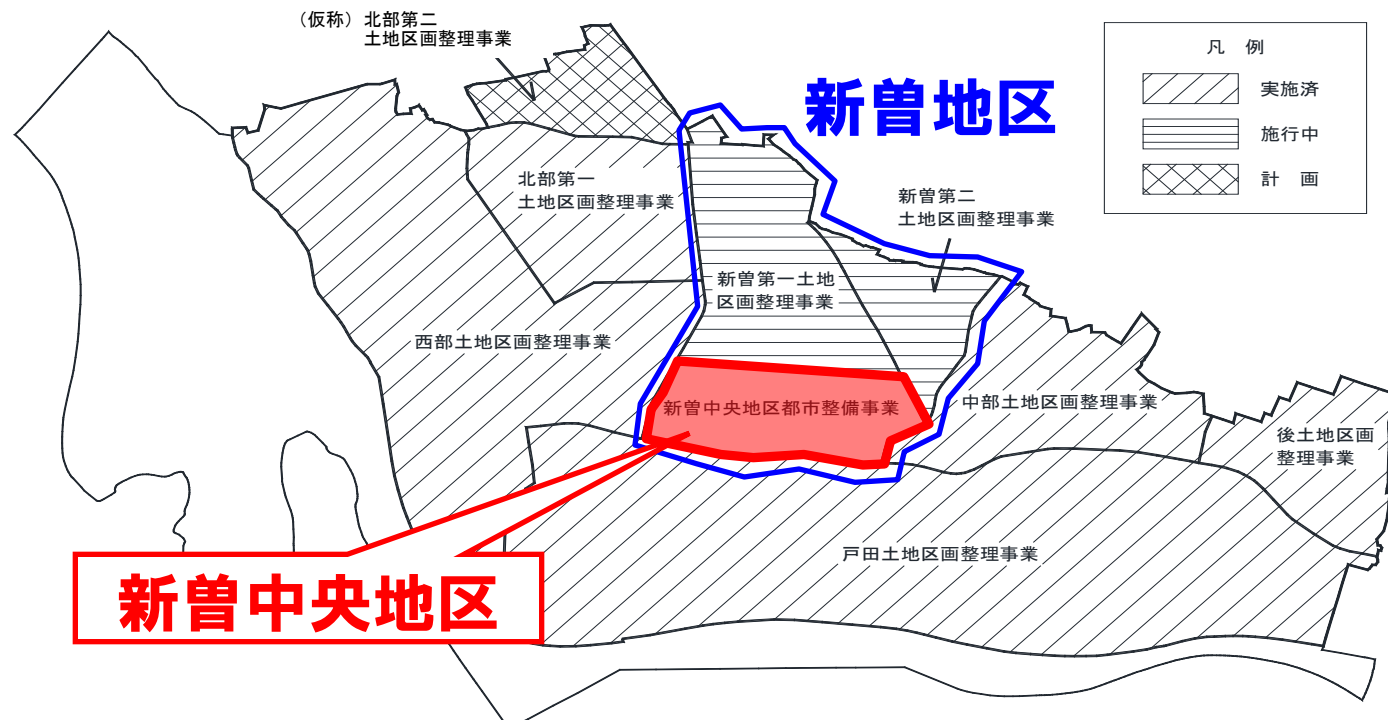 （仮称）北部第二
土地区画整理事業
新曽地区
凡 例
実施済
施行中
計 画
北部第一
土地区画整理事業
新曽第二
土地区画整理事業
新曽第一土地
区画整理事業
西部土地区画整理事業
新曽中央地区都市整備事業
中部土地区画整理事業
後土地区画
整理事業
戸田土地区画整理事業
新曽中央地区